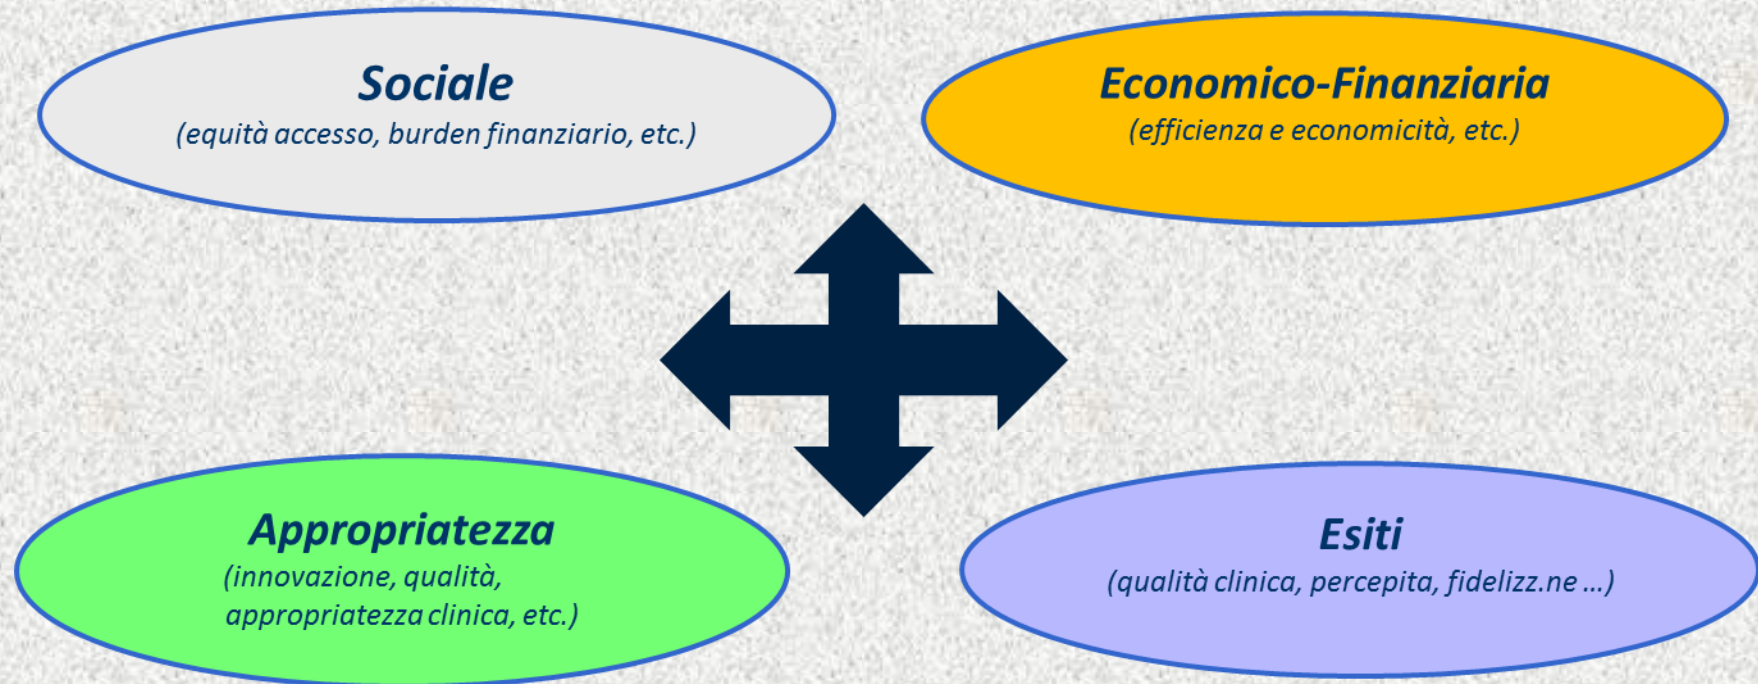 Sociale
(equità accesso, burden finanziario, etc.)
Economico-Finanziaria
(efficienza e economicità, etc.)
Appropriatezza
(innovazione, qualità,
appropriatezza clinica, etc.)
Esiti
(qualità clinica, percepita, fidelizz.ne ...)